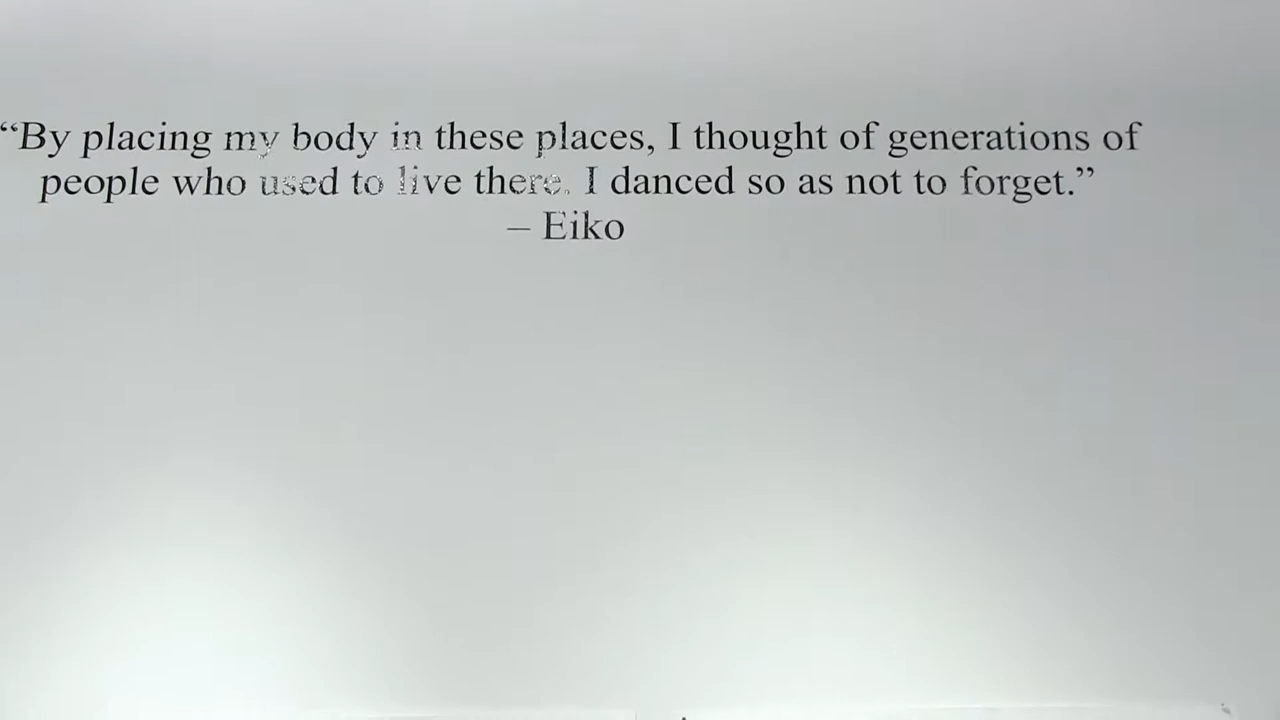 “By placing my body in these places, I thought of generations of
people who used to live there. I danced so as not to forget.”
– Eiko